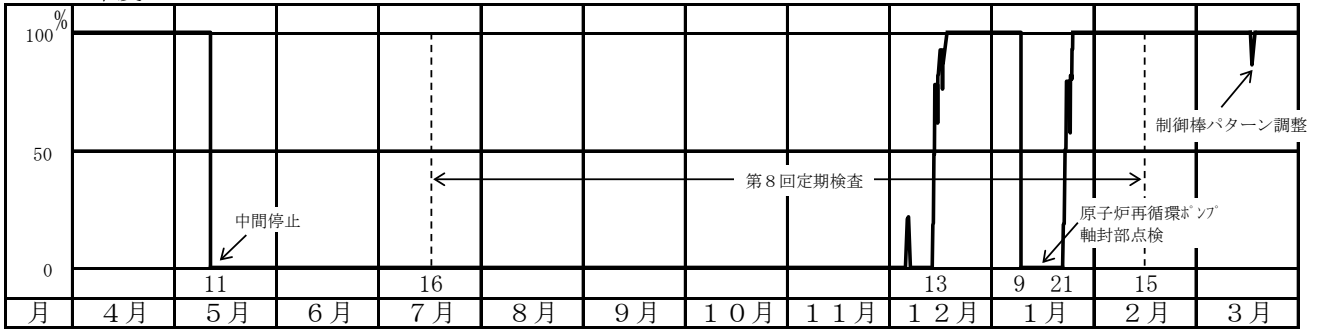 %
100
制御棒パターン調整
50
第８回定期検査
中間停止
原子炉再循環ﾎﾟﾝﾌﾟ
軸封部点検
0
11 16 13 9 21 15
月 ４月 ５月 ６月 ７月 ８月 ９月 １０月 １１月 １２月 １月 ２月 ３月